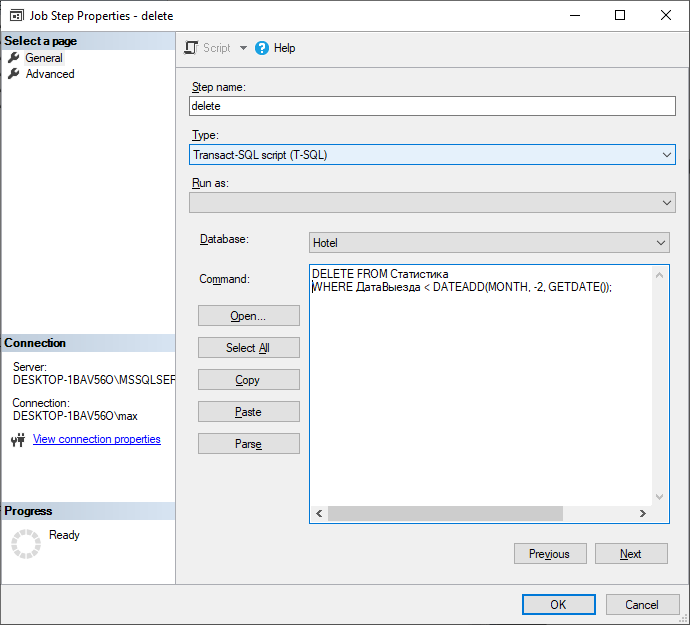 Job Step Properties - delete
Select a page
General
Advanced
Script
Help
Step name:
delete
Type:
Transact-SQL script (T-SQL)
Run as:
Database:
Hotel
Command:
DELETE FROM Статистика
WHERE ДатаВыезда < DATEADD(MONTH, -2, GETDATE());
Open...
Select All
Copy
Paste
Parse
Connection
Server:
DESKTOP-1BAV56O\MSSQLSEF
Connection:
DESKTOP-1BAV56O\max
View connection properties
Progress
Ready
Previous
Next
OK
Cancel